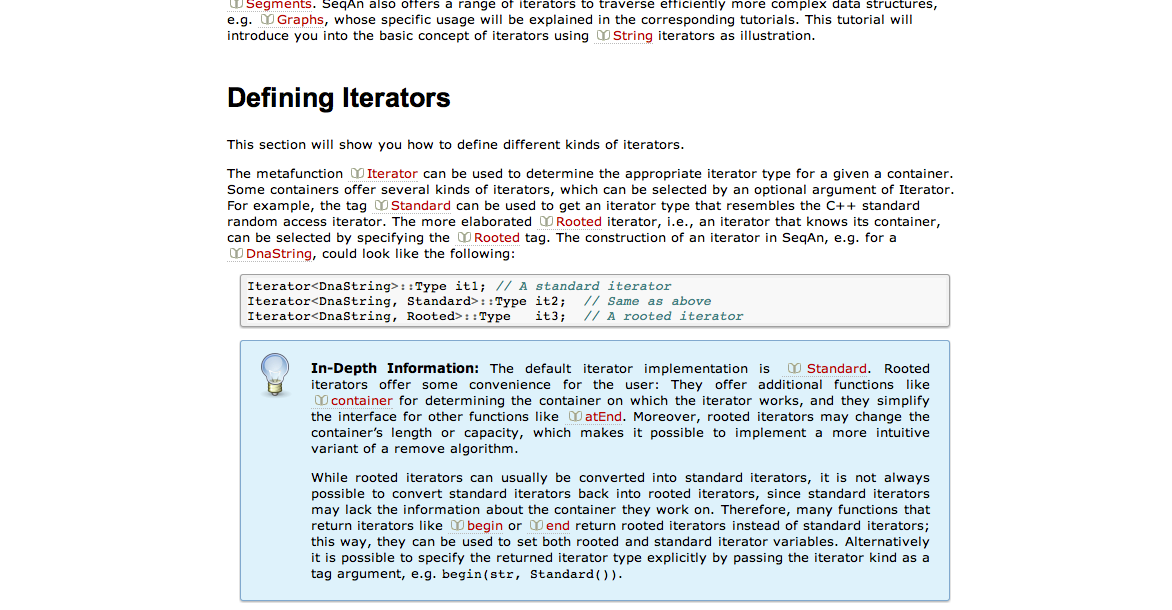 Segments. SeqAn also offers a range of iterators to traverse efficiently more complex data structures,
e.g. Graphs, whose specific usage will be explained in the corresponding tutorials. This tutorial will
introduce you into the basic concept of iterators using String iterators as illustration.
Defining Iterators
This section will show you how to define different kinds of iterators.
The metafunction Iterator can be used to determine the appropriate iterator type for a given a container.
Some containers offer several kinds of iterators, which can be selected by an optional argument of Iterator.
For example, the tag Standard can be used to get an iterator type that resembles the C++ standard
random access iterator. The more elaborated Rooted iterator, i.e., an iterator that knows its container,
can be selected by specifying the Rooted tag. The construction of an iterator in SeqAn, e.g. for a
DnaString, could look like the following:
Iterator<DnaString>::Type it1; // A standard iterator
Iterator<DnaString, Standard>::Type it2;  // Same as above
Iterator<DnaString, Rooted>::Type   it3;  // A rooted iterator
In-Depth Information: The default iterator implementation is Standard. Rooted
iterators offer some convenience for the user: They offer additional functions like
container for determining the container on which the iterator works, and they simplify
the interface for other functions like atEnd. Moreover, rooted iterators may change the
container’s length or capacity, which makes it possible to implement a more intuitive
variant of a remove algorithm.
While rooted iterators can usually be converted into standard iterators, it is not always
possible to convert standard iterators back into rooted iterators, since standard iterators
may lack the information about the container they work on. Therefore, many functions that
return iterators like begin or end return rooted iterators instead of standard iterators;
this way, they can be used to set both rooted and standard iterator variables. Alternatively
it is possible to specify the returned iterator type explicitly by passing the iterator kind as a
tag argument, e.g. begin(str, Standard()).